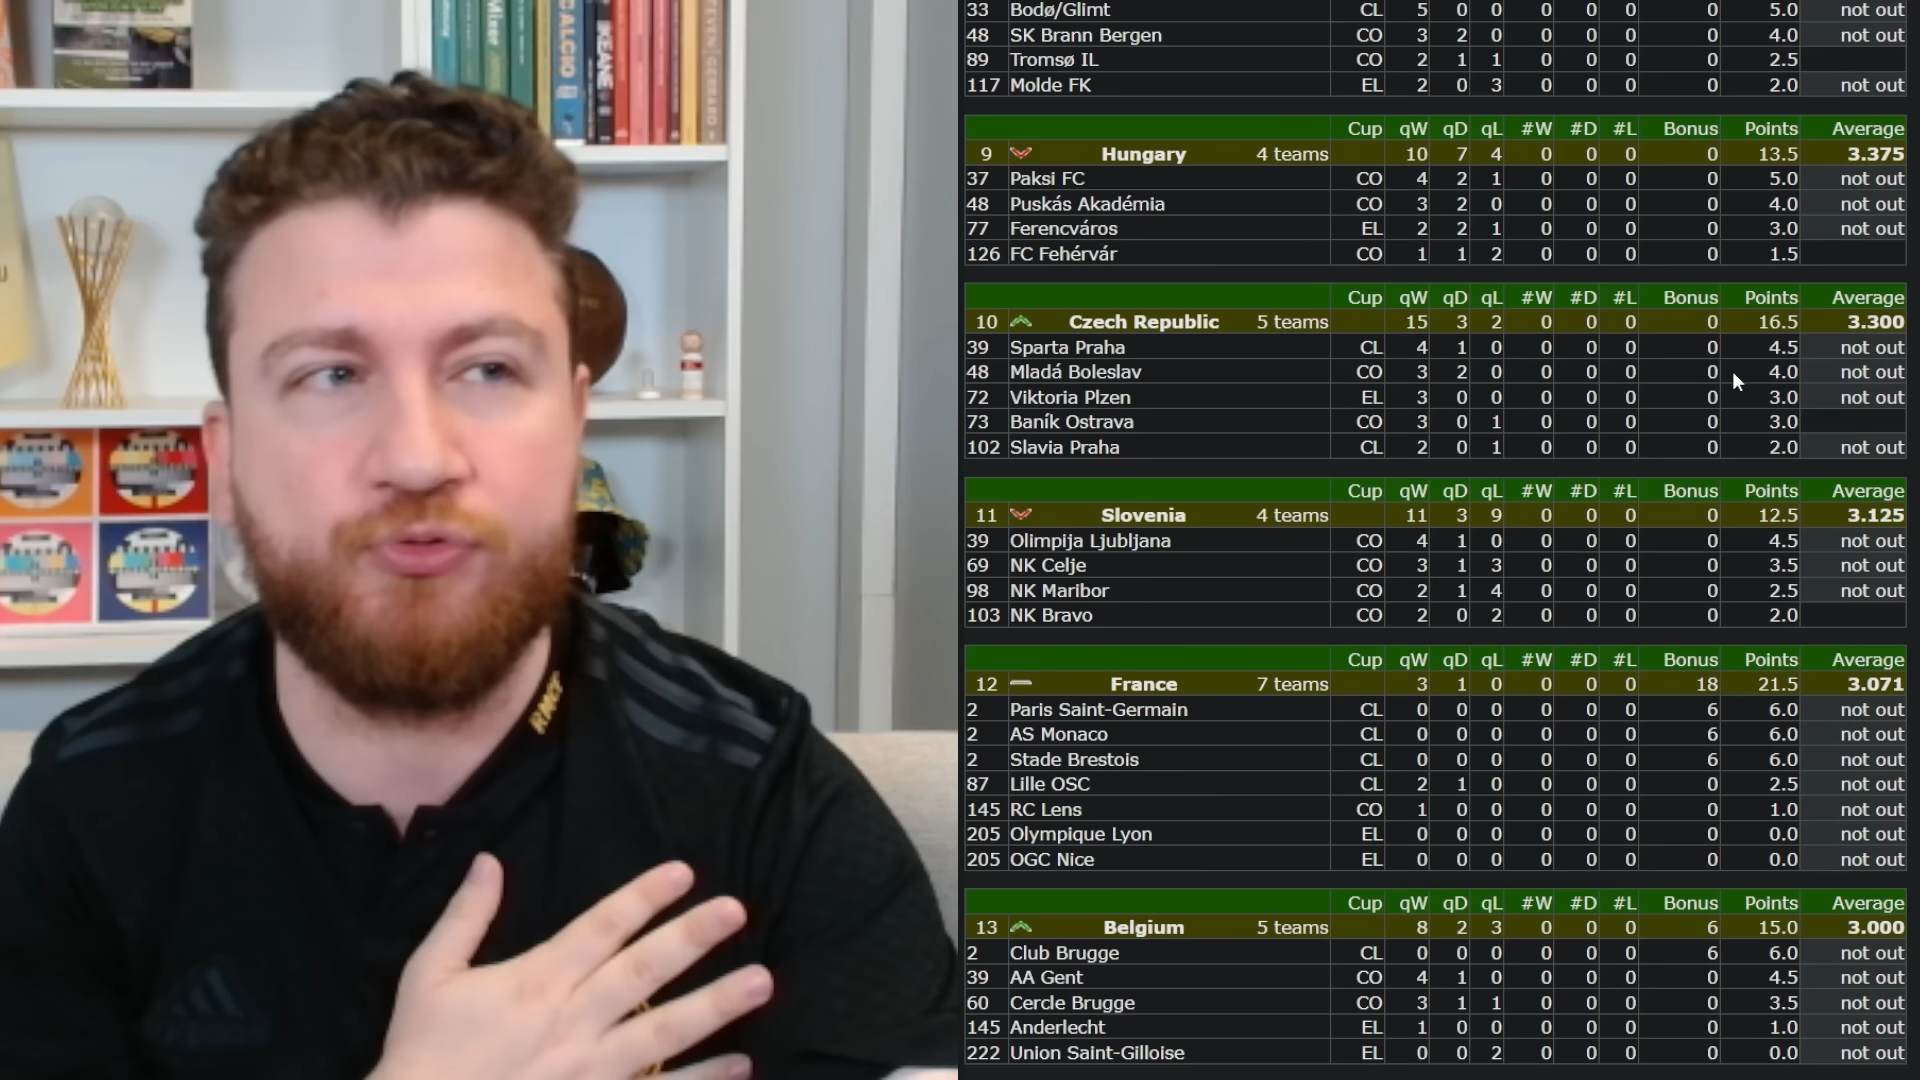 Mixer
CALCIO
KEANE
STEVEN GERRARD
RMCF
33 Bodø/Glimt CL 5 0 0 0 0 0 0 5.0 not out
48 SK Brann Bergen CO 3 2 0 0 0 0 0 4.0 not out
89 Tromsø IL CO 2 1 1 0 0 0 0 2.5
117 Molde FK EL 2 0 3 0 0 0 0 2.0 not out
Cup qW qD qL #W #D #L Bonus Points Average
9 Hungary 4 teams 10 7 4 0 0 0 0 13.5 3.375
37 Paksi FC CO 4 2 1 0 0 0 0 5.0 not out
48 Puskás Akadémia CO 3 2 0 0 0 0 0 4.0 not out
77 Ferencváros EL 2 2 1 0 0 0 0 3.0 not out
126 FC Fehérvár CO 1 1 2 0 0 0 0 1.5
Cup qW qD qL #W #D #L Bonus Points Average
10 Czech Republic 5 teams 15 3 2 0 0 0 0 16.5 3.300
39 Sparta Praha CL 4 1 0 0 0 0 0 4.5 not out
48 Mladá Boleslav CO 3 2 0 0 0 0 0 4.0 not out
72 Viktoria Plzen EL 3 0 0 0 0 0 0 3.0 not out
73 Baník Ostrava CO 3 0 1 0 0 0 0 3.0
102 Slavia Praha CL 2 0 1 0 0 0 0 2.0 not out
Cup qW qD qL #W #D #L Bonus Points Average
11 Slovenia 4 teams 11 3 9 0 0 0 0 12.5 3.125
39 Olimpija Ljubljana CO 4 1 0 0 0 0 0 4.5 not out
69 NK Celje CO 3 1 3 0 0 0 0 3.5 not out
98 NK Maribor CO 2 1 4 0 0 0 0 2.5 not out
103 NK Bravo CO 2 0 2 0 0 0 0 2.0
Cup qW qD qL #W #D #L Bonus Points Average
12 France 7 teams 3 1 0 0 0 0 18 21.5 3.071
2 Paris Saint-Germain CL 0 0 0 0 0 0 6 6.0 not out
2 AS Monaco CL 0 0 0 0 0 0 6 6.0 not out
2 Stade Brestois CL 0 0 0 0 0 0 6 6.0 not out
87 Lille OSC CL 2 1 0 0 0 0 0 2.5 not out
145 RC Lens CO 1 0 0 0 0 0 0 1.0 not out
205 Olympique Lyon EL 0 0 0 0 0 0 0 0.0 not out
205 OGC Nice EL 0 0 0 0 0 0 0 0.0 not out
Cup qW qD qL #W #D #L Bonus Points Average
13 Belgium 5 teams 8 2 3 0 0 0 6 15.0 3.000
2 Club Brugge CL 0 0 0 0 0 0 6 6.0 not out
39 AA Gent CO 4 1 0 0 0 0 0 4.5 not out
60 Cercle Brugge CO 3 1 1 0 0 0 0 3.5 not out
145 Anderlecht EL 1 0 0 0 0 0 0 1.0 not out
222 Union Saint-Gilloise EL 0 0 2 0 0 0 0 0.0 not out